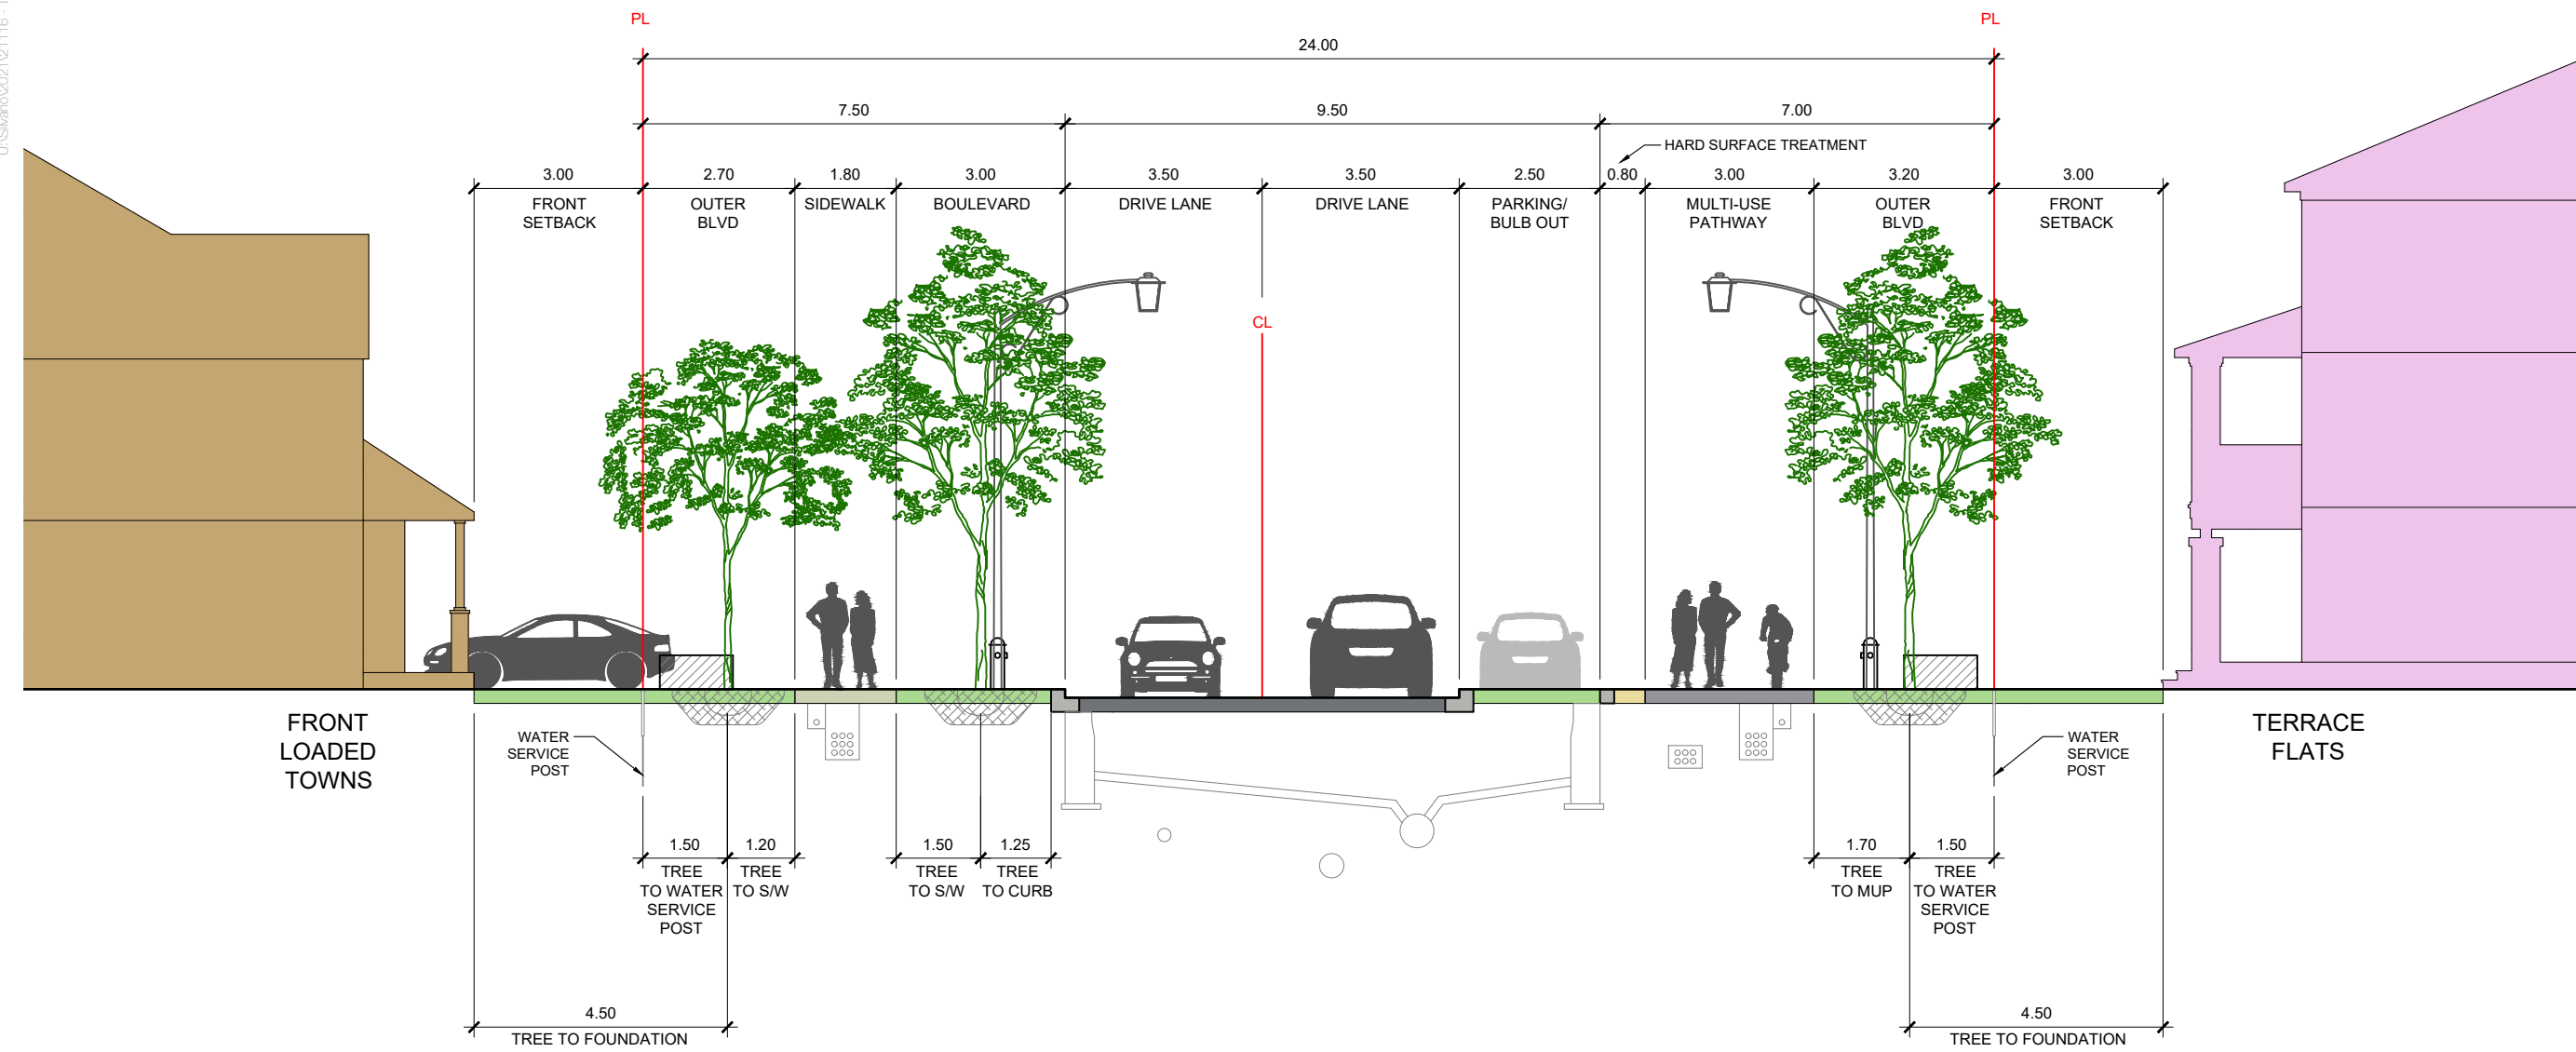 PL
PL
24.00
7.50
9.50
7.00
HARD SURFACE TREATMENT
3.00
2.70
1.80
3.00
3.50
3.50
2.50
0.80
3.00
3.20
3.00
FRONT
SETBACK
OUTER
BLVD
SIDEWALK
BOULEVARD
DRIVE LANE
DRIVE LANE
PARKING/
BULB OUT
MULTI-USE
PATHWAY
OUTER
BLVD
FRONT
SETBACK
CL
FRONT
LOADED
TOWNS
WATER
SERVICE
POST
WATER
SERVICE
POST
TERRACE
FLATS
1.50
TREE
TO WATER
SERVICE
POST
1.20
TREE
TO S/W
1.50
TREE
TO S/W
1.25
TREE
TO CURB
1.70
TREE
TO MUP
1.50
TREE
TO WATER
SERVICE
POST
4.50
TREE TO FOUNDATION
4.50
TREE TO FOUNDATION